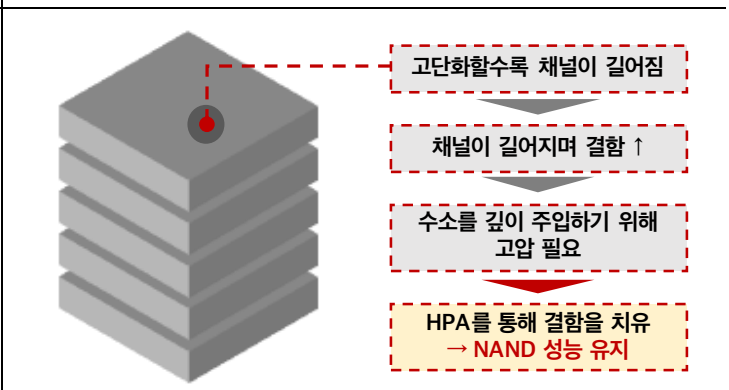 고단화할수록 채널이 길어짐
채널이 길어지며 결함 ↑
수소를 깊이 주입하기 위해
고압 필요
HPA를 통해 결함을 치유
→ NAND 성능 유지